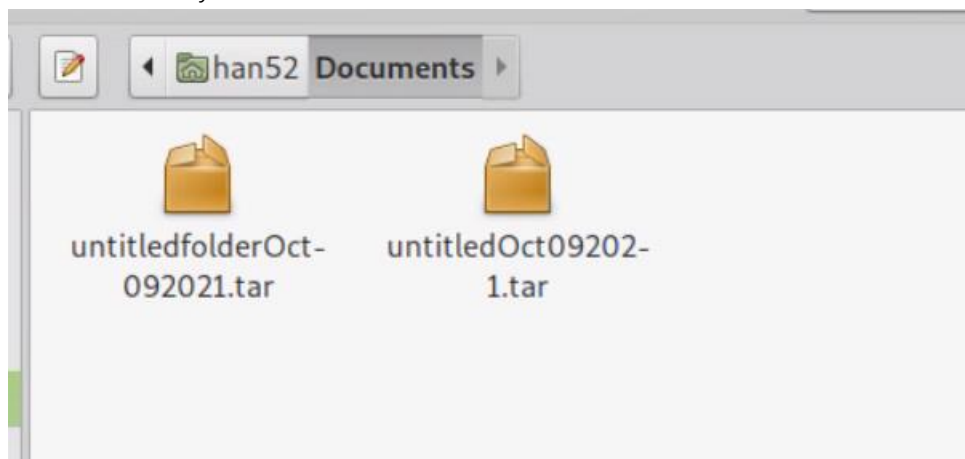 han52 Documents
untitledfolderOct-
092021.tar
untitledOct09202-
1.tar